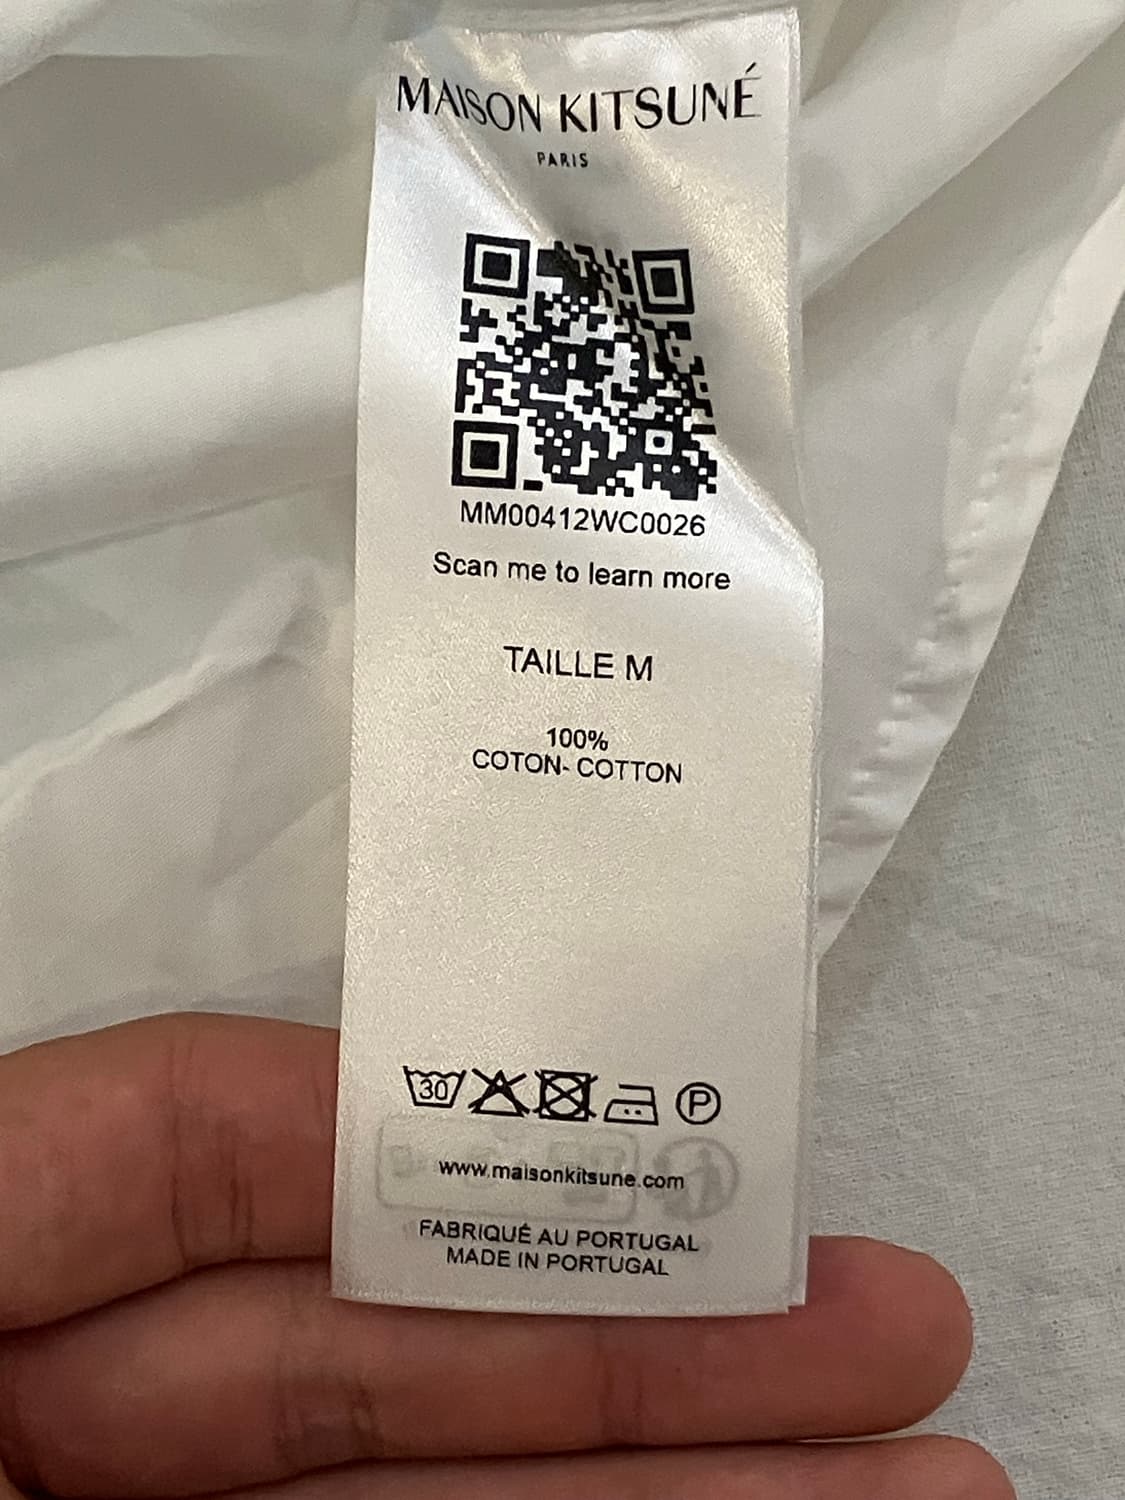 MAISON KITSUNÉ
PARIS
MM00412WC0026
Scan me to learn more
TAILLE M
100%
COTON- COTTON
30
P
www.maisonkitsune.com
FABRIQUÉ AU PORTUGAL
MADE IN PORTUGAL